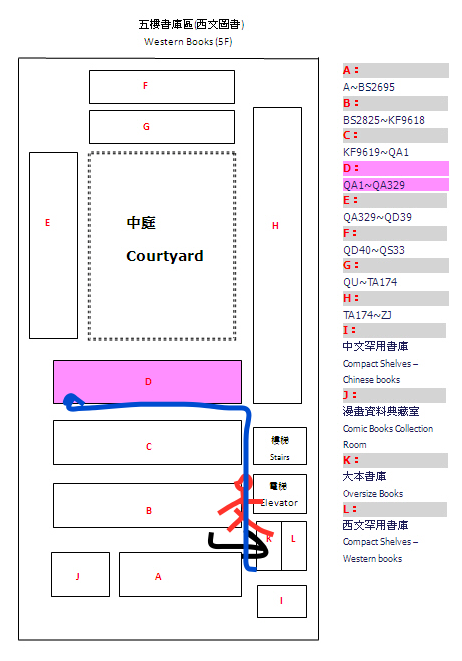 五樓書庫區(西文圖書)
Western Books (5F)
F
G
E
中庭
Courtyard
H
D
C
樓梯
Stairs
電梯
Elevator
B
K
L
J
A
I
A：
A~BS2695
B：
BS2825~KF9618
C：
KF9619~QA1
D：
QA1~QA329
E：
QA329~QD39
F：
QD40~QS33
G：
QU~TA174
H：
TA174~ZJ
I：
中文罕用書庫
Compact Shelves –
Chinese books
J：
漫畫資料典藏室
Comic Books Collection
Room
K：
大本書庫
Oversize Books
L：
西文罕用書庫
Compact Shelves –
Western books